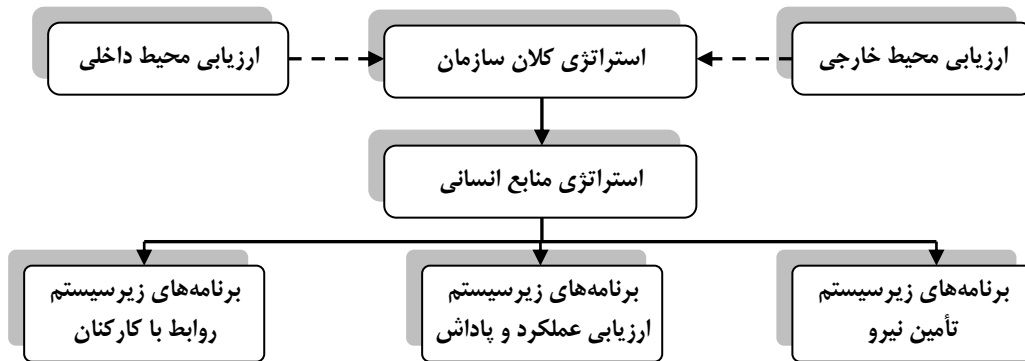 ارزیابی محیط خارجی
استراتژی کلان سازمان
ارزیابی محیط داخلی
استراتژی منابع انسانی
برنامه‌های زیرسیستم
تأمین نیرو
برنامه‌های زیرسیستم
ارزیابی عملکرد و پاداش
برنامه‌های زیرسیستم
روابط با کارکنان